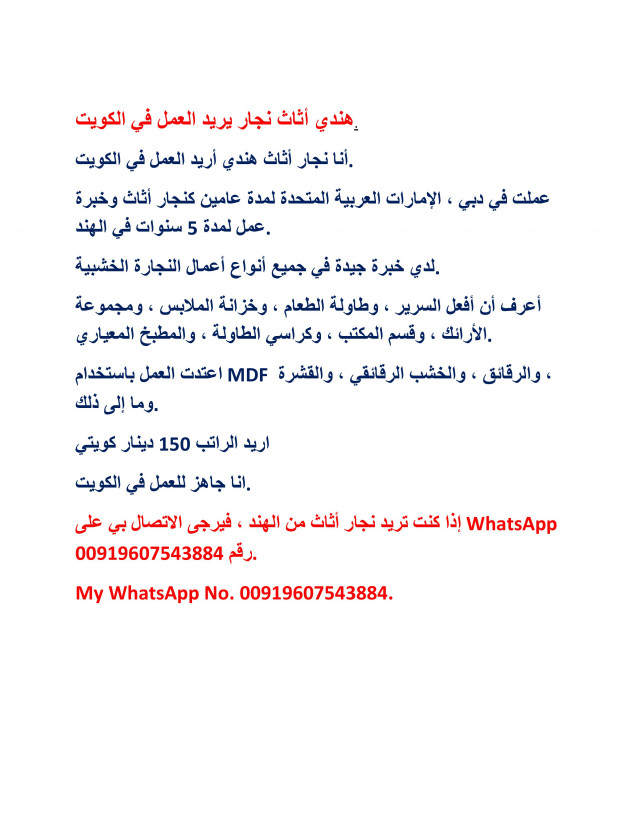 هندي أثاث نجار يريد العمل في الكويت.
أنا نجار أثاث هندي أريد العمل في الكويت.
عملت في دبي ، الإمارات العربية المتحدة لمدة عامين كنجار أثاث وخبرة
عمل لمدة 5 سنوات في الهند.
لدي خبرة جيدة في جميع أنواع أعمال النجارة الخشبية.
أعرف أن أفعل السرير ، وطاولة الطعام ، وخزانة الملابس ، ومجموعة
الأرائك ، وقسم المكتب ، وكراسي الطاولة ، والمطبخ المعياري.
اعتدت العمل باستخدام MDF ، والرقائق ، والخشب الرقائقي ، والقشرة
وما إلى ذلك.
اريد الراتب 150 دينار كويتي
انا جاهز للعمل في الكويت.
إذا كنت تريد نجار أثاث من الهند ، فيرجى الاتصال بي على WhatsApp
رقم 00919607543884.
My WhatsApp No. 00919607543884.